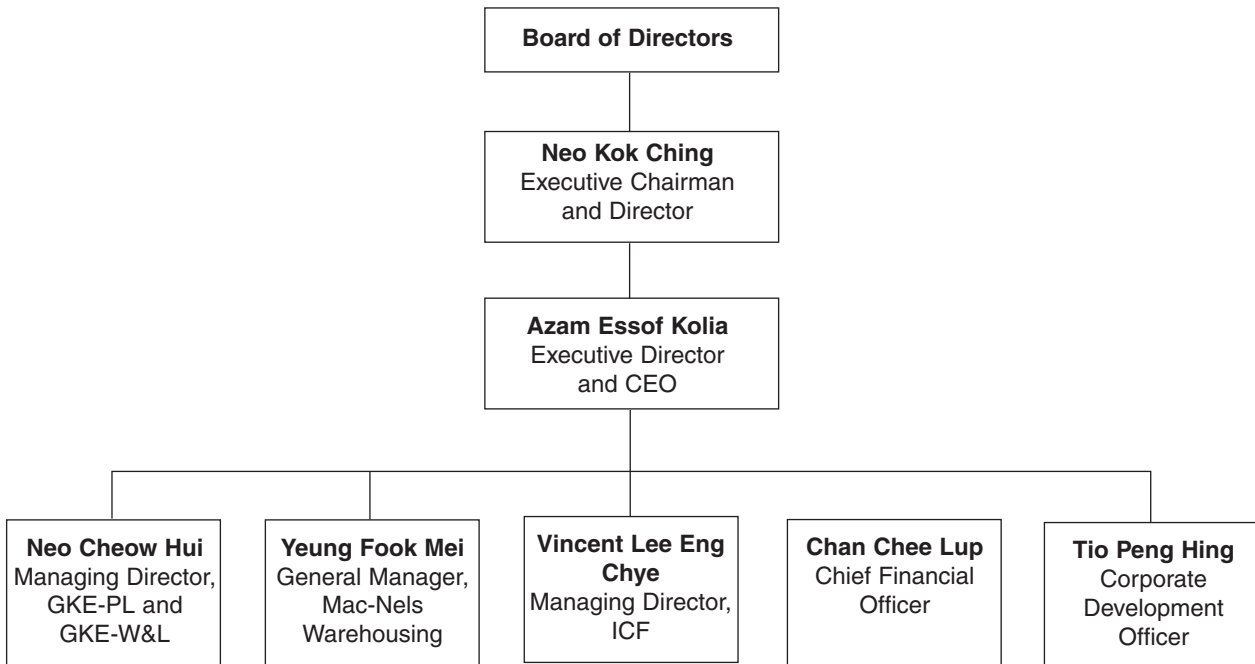 Board of Directors
Neo Kok Ching
Executive Chairman
and Director
Azam Essof Kolia
Executive Director
and CEO
Neo Cheow Hui
Managing Director,
GKE-PL and
GKE-W&L
Yeung Fook Mei
General Manager,
Mac-Nels
Warehousing
Vincent Lee Eng
Chye
Managing Director,
ICF
Chan Chee Lup
Chief Financial
Officer
Tio Peng Hing
Corporate
Development
Officer